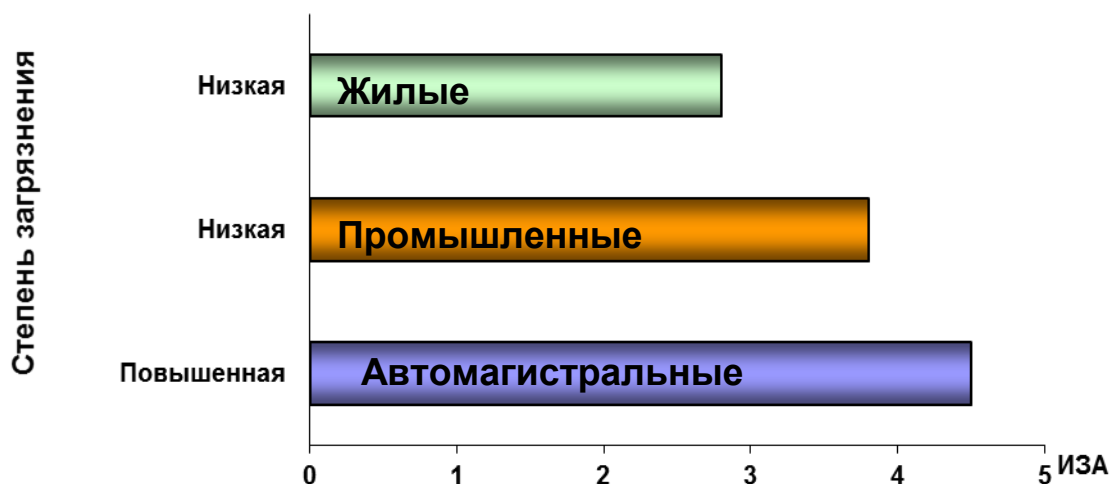 Степень загрязнения
Низкая
Жилые
Низкая
Промышленные
Повышенная
Автомагистральные
0 1 2 3 4 5 ИЗА